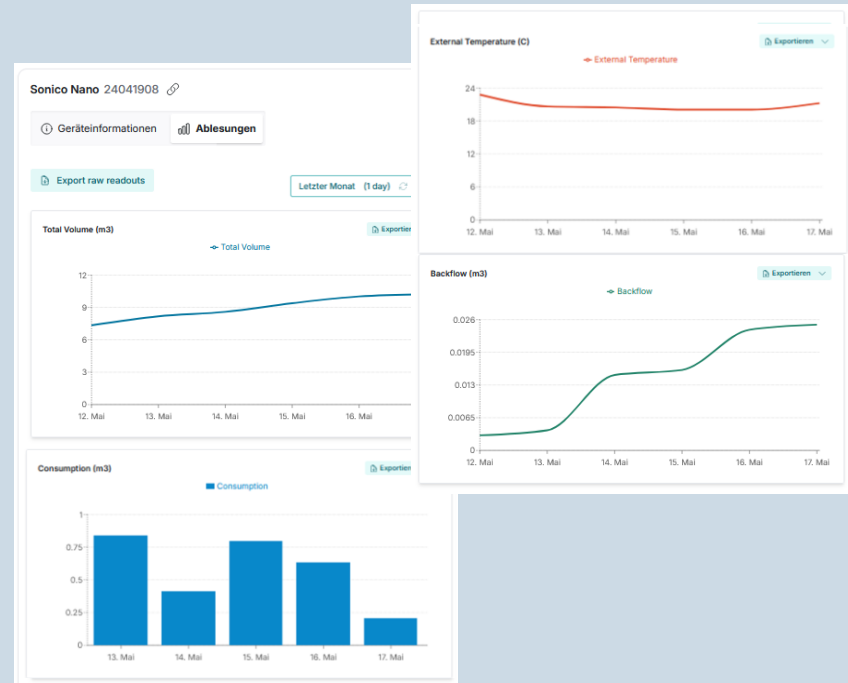 Sonico Nano 24041908
Geräteinformationen
Ablesungen
Export raw readouts
Letzter Monat (1 day)
Total Volume (m3)
Total Volume
12
9
6
3
0
12. Mai 13. Mai 14. Mai 15. Mai 16. Mai
Consumption (m3)
Consumption
1
0.75
0.5
0.25
0
13. Mai 14. Mai 15. Mai 16. Mai 17. Mai
External Temperature (C)
Exportieren
External Temperature
24
18
12
6
0
12. Mai 13. Mai 14. Mai 15. Mai 16. Mai 17. Mai
Backflow (m3)
Exportieren
Backflow
0.026
0.0195
0.013
0.0065
0
12. Mai 13. Mai 14. Mai 15. Mai 16. Mai 17. Mai